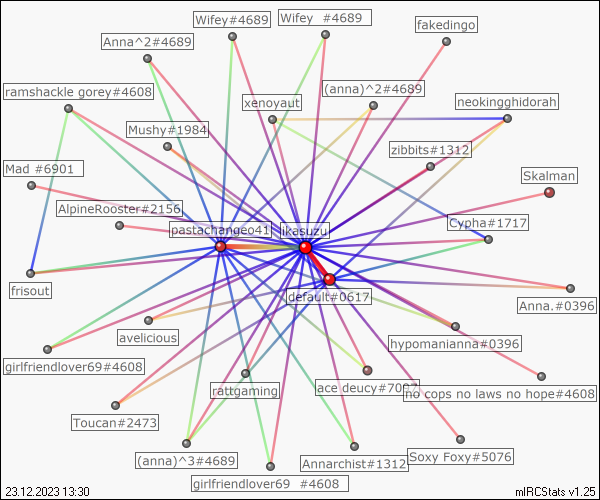 Wifey#4689
Wifey #4689
fakedingo
Anna^2#4689
ramshackle gorey#4608
(anna)^2#4689
xenoyaut
neokingghidorah
Mushy#1984
zibbits#1312
Mad #6901
Skalman
AlpineRooster#2156
pastachangeo41
likasuzu
Cypha#1717
frisout
default#0617
Anna.#0396
avelicious
hypomanianna#0396
girlfriendlover69#4608
rattgaming
ace deucy#7092
no cops no laws no hope#4608
Toucan#2473
(anna)^3#4689
Annarchist#1312
Soxy Foxy#5076
girlfriendlover69 #4608
23.12.2023 13:30
mIRCStats v1.25